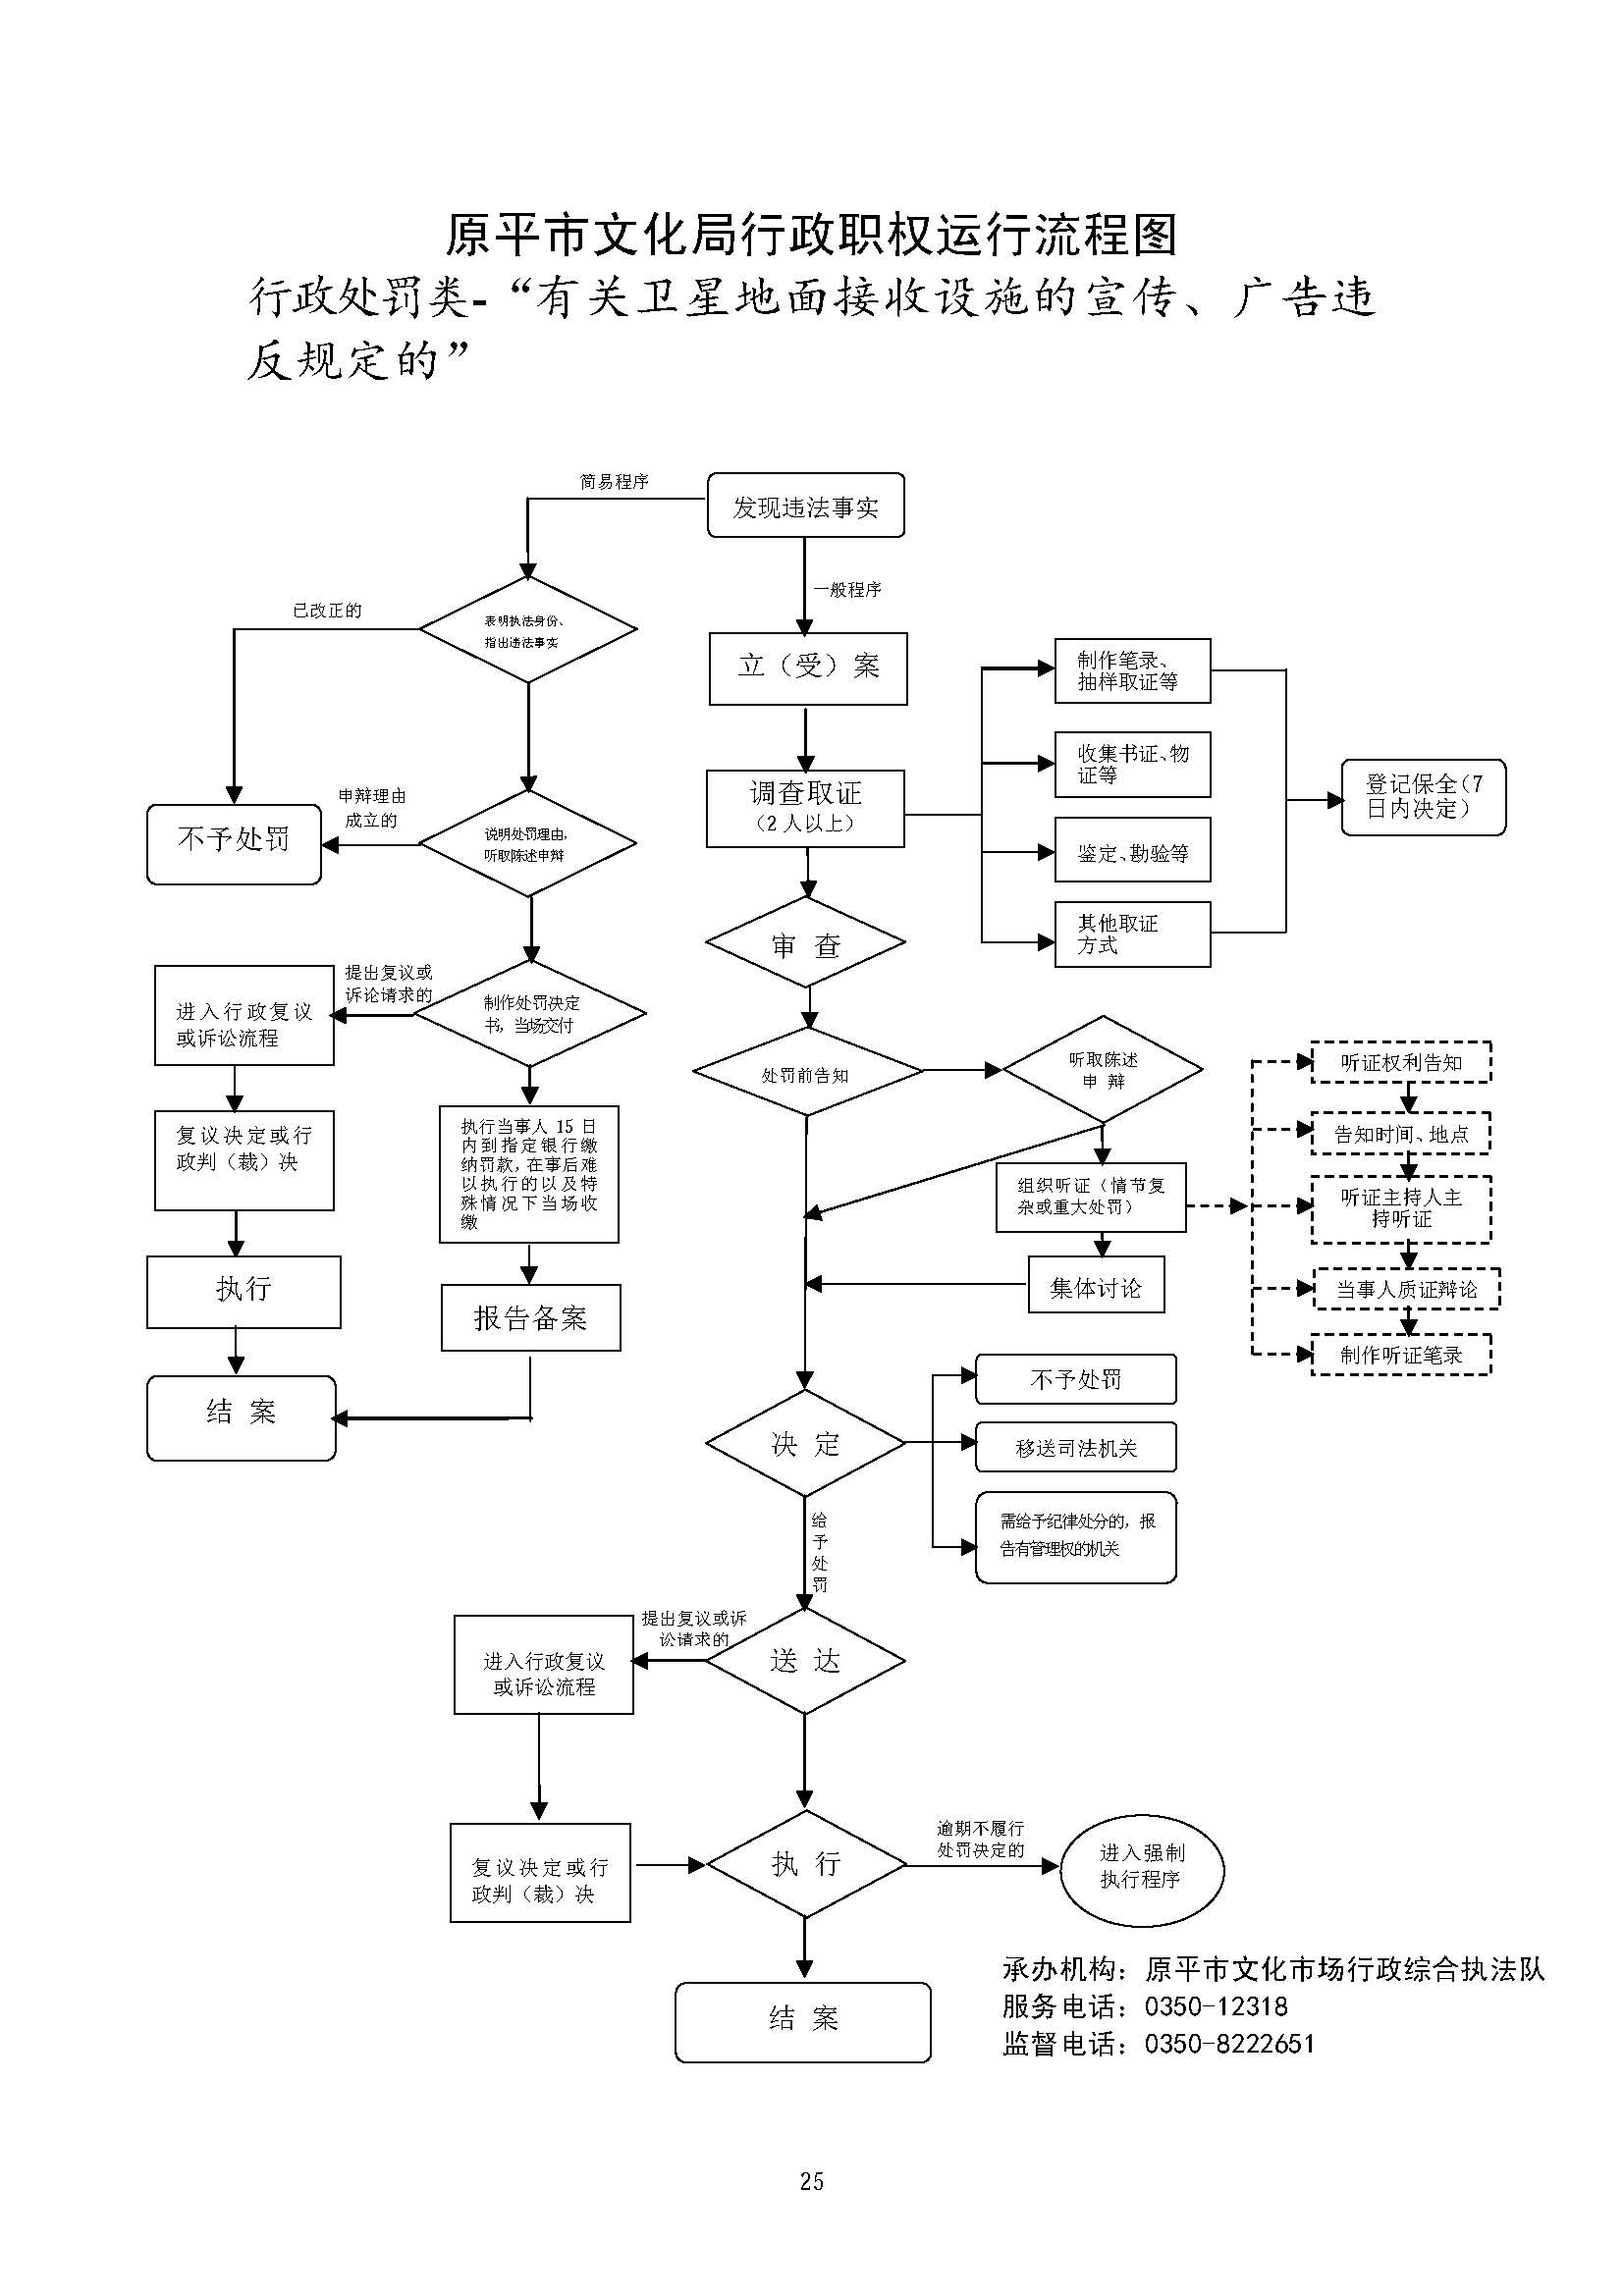 原平市文化局行政职权运行流程图
行政处罚类-“有关卫星地面接收设施的宣传、广告违
反规定的”
简易程序
发现违法事实
一般程序
已改正的
表明执法身份、
指出违法事实
立（受）案
制作笔录、
抽样取证等
收集书证、物
证等
鉴定、勘验等
其他取证
方式
登记保全(7
日内决定）
调查取证
（2 人以上）
申辩理由
成立的
不予处罚
说明处罚理由，
听取陈述申辩
审 查
提出复议或
诉论请求的
进入行政复议
或诉讼流程
制作处罚决定
书，当场交付
处罚前告知
听取陈述
申 辩
听证权利告知
告知时间、地点
听证主持人主
持听证
当事人质证辩论
制作听证笔录
复议决定或行
政判（裁）决
执行当事人 15 日
内到指定银行缴
纳罚款，在事后难
以执行的以及特
殊情况下当场收
缴
组织听证（情节复
杂或重大处罚）
集体讨论
执行
报告备案
结 案
决 定
不予处罚
移送司法机关
需给予纪律处分的，报
告有管理权的机关
给
予
处
罚
提出复议或诉
讼请求的
进入行政复议
或诉讼流程
送 达
复议决定或行
政判（裁）决
执 行
逾期不履行
处罚决定的
进入强制
执行程序
结 案
承办机构：原平市文化市场行政综合执法队
服务电话：0350-12318
监督电话：0350-8222651
25